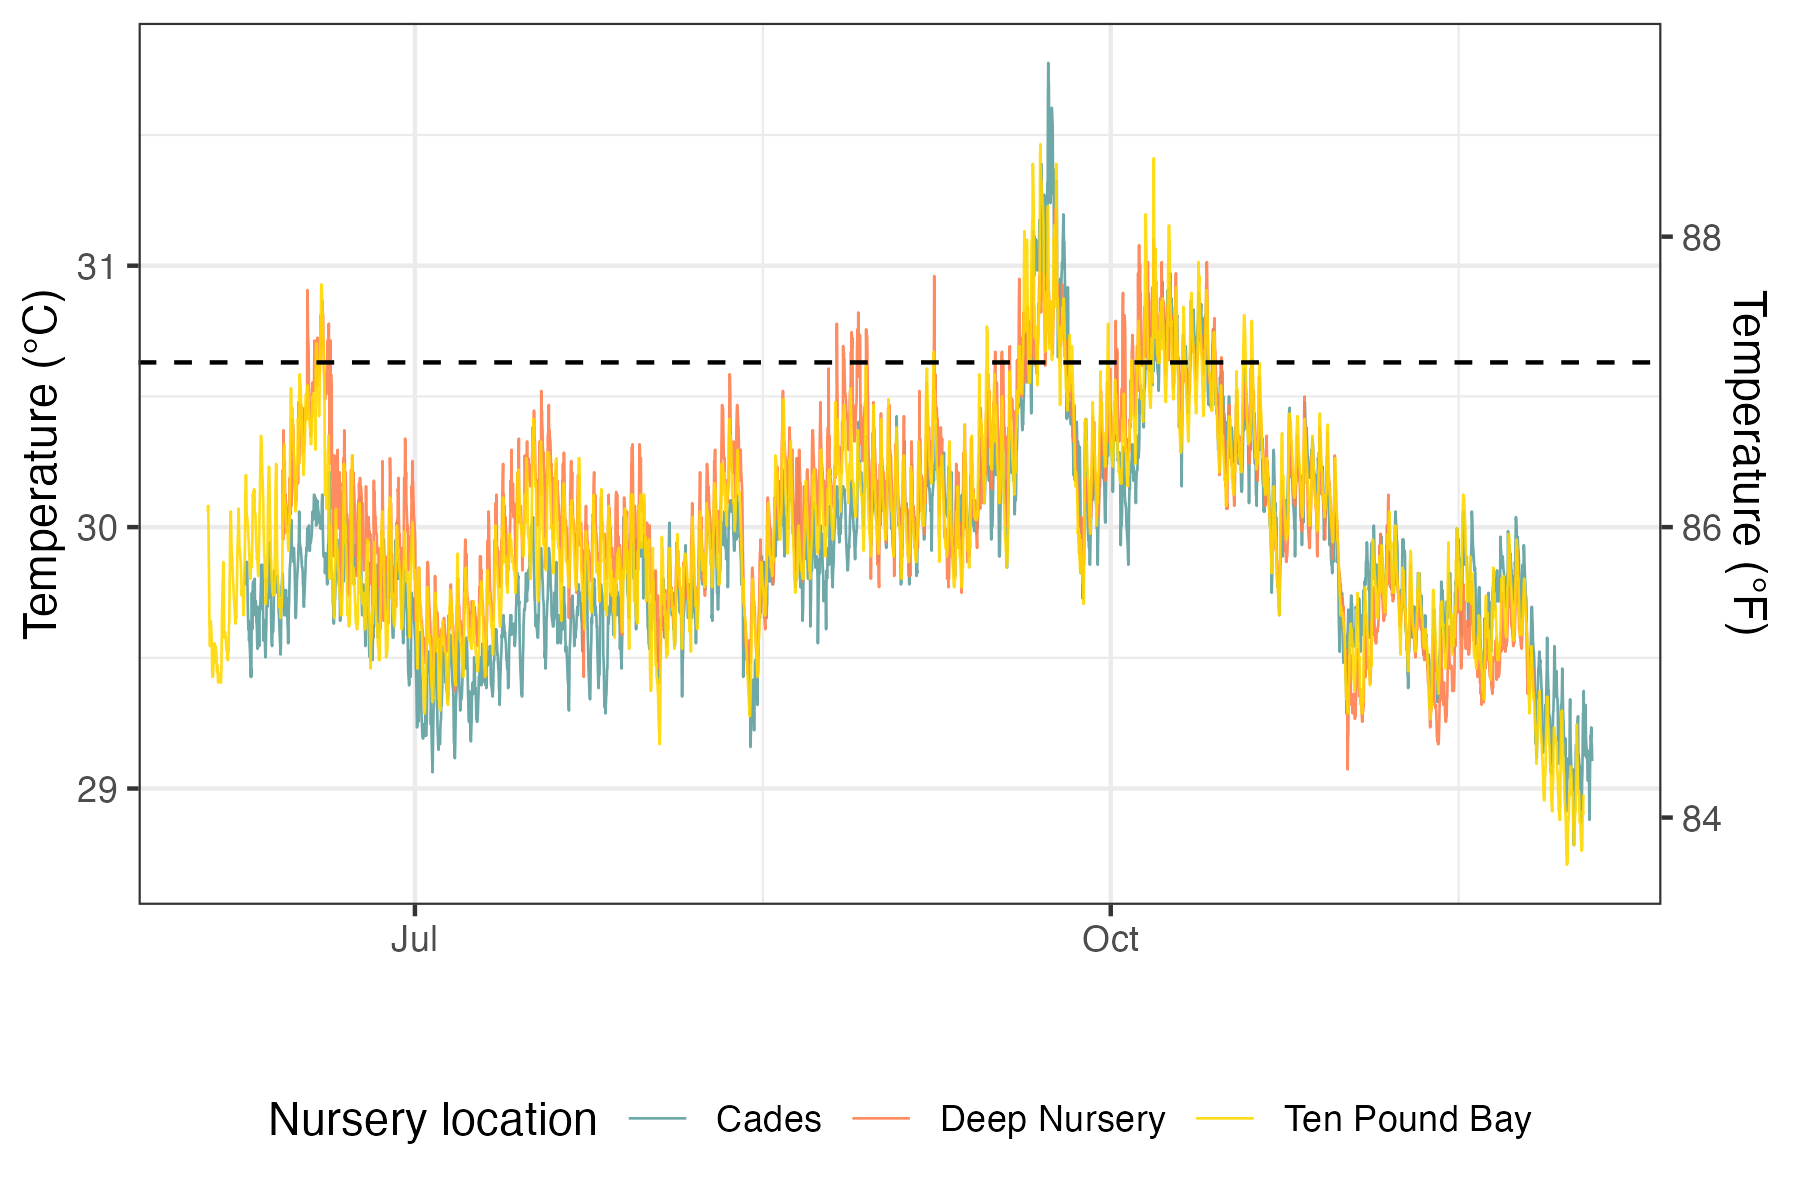 Temperature (°C)
31
30
29
88
86
84
Temperature (°F)
Jul
Oct
Nursery location
Cades
Deep Nursery
Ten Pound Bay